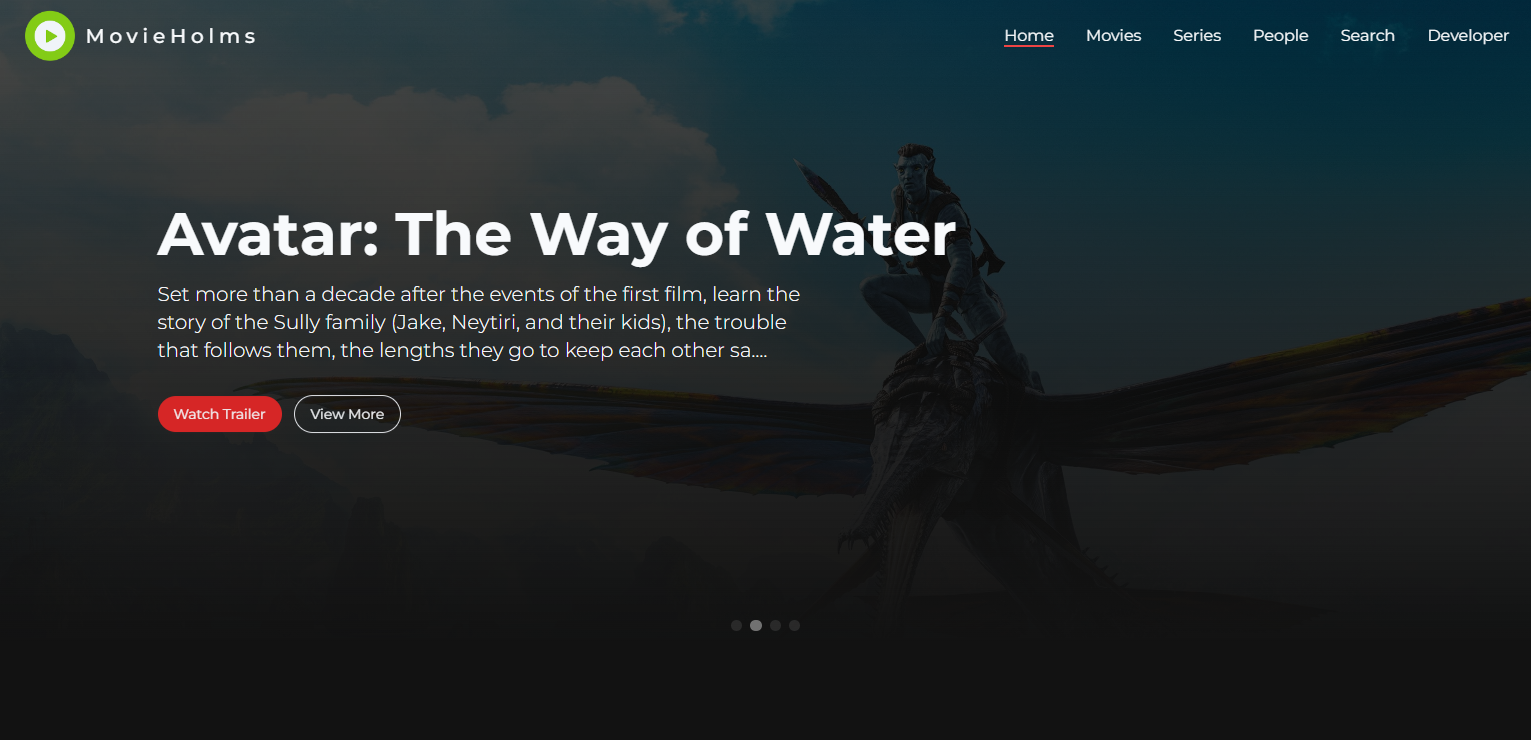 MovieHolms
Home
Movies
Series
People
Search
Developer
Avatar: The Way of Water
Set more than a decade after the events of the first film, learn the
story of the Sully family (Jake, Neytiri, and their kids), the trouble
that follows them, the lengths they go to keep each other sa....
Watch Trailer
View More